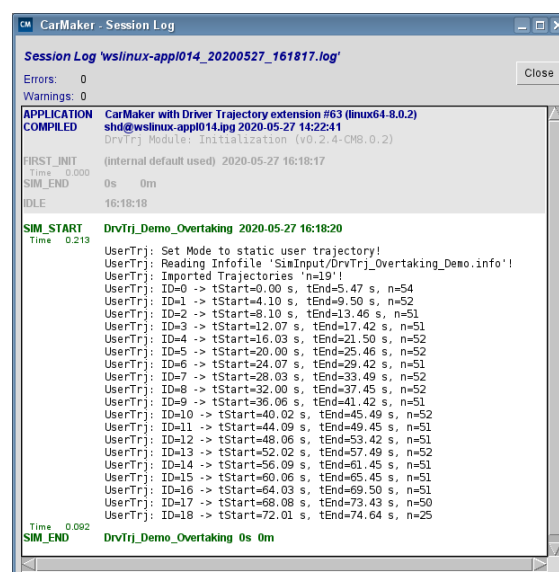 CM CarMaker - Session Log
Session Log 'wslinux-appl014_20200527_161817.log'
Close
Errors: 0
Warnings: 0
APPLICATION CarMaker with Driver Trajectory extension #63 (linux64-8.0.2)
COMPILED shd@wslinux-appl014.ipg 2020-05-27 14:22:41
DrvTrj Module: Initialization (v0.2.4-CM8.0.2)
FIRST_INIT (internal default used) 2020-05-27 16:18:17
Time 0.000
SIM_END 0s 0m
IDLE 16:18:18
SIM_START DrvTrj_Demo_Overtaking 2020-05-27 16:18:20
Time 0.213
UserTrj: Set Mode to static user trajectory!
UserTrj: Reading Infofile 'SimInput/DrvTrj_Overtaking_Demo.info'!
UserTrj: Imported Trajectories 'n=19'!
UserTrj: ID=0 -> tStart=0.00 s, tEnd=5.47 s, n=54
UserTrj: ID=1 -> tStart=4.10 s, tEnd=9.50 s, n=52
UserTrj: ID=2 -> tStart=8.10 s, tEnd=13.46 s, n=51
UserTrj: ID=3 -> tStart=12.07 s, tEnd=17.42 s, n=51
UserTrj: ID=4 -> tStart=16.03 s, tEnd=21.50 s, n=52
UserTrj: ID=5 -> tStart=20.00 s, tEnd=25.46 s, n=52
UserTrj: ID=6 -> tStart=24.07 s, tEnd=29.42 s, n=51
UserTrj: ID=7 -> tStart=28.03 s, tEnd=33.49 s, n=52
UserTrj: ID=8 -> tStart=32.00 s, tEnd=37.45 s, n=52
UserTrj: ID=9 -> tStart=36.06 s, tEnd=41.42 s, n=51
UserTrj: ID=10 -> tStart=40.02 s, tEnd=45.49 s, n=52
UserTrj: ID=11 -> tStart=44.09 s, tEnd=49.45 s, n=51
UserTrj: ID=12 -> tStart=48.06 s, tEnd=53.42 s, n=51
UserTrj: ID=13 -> tStart=52.02 s, tEnd=57.49 s, n=52
UserTrj: ID=14 -> tStart=56.09 s, tEnd=61.45 s, n=51
UserTrj: ID=15 -> tStart=60.06 s, tEnd=65.45 s, n=51
UserTrj: ID=16 -> tStart=64.03 s, tEnd=69.50 s, n=51
UserTrj: ID=17 -> tStart=68.08 s, tEnd=73.43 s, n=50
UserTrj: ID=18 -> tStart=72.01 s, tEnd=74.64 s, n=25
Time 0.092
SIM_END DrvTrj_Demo_Overtaking 0s 0m